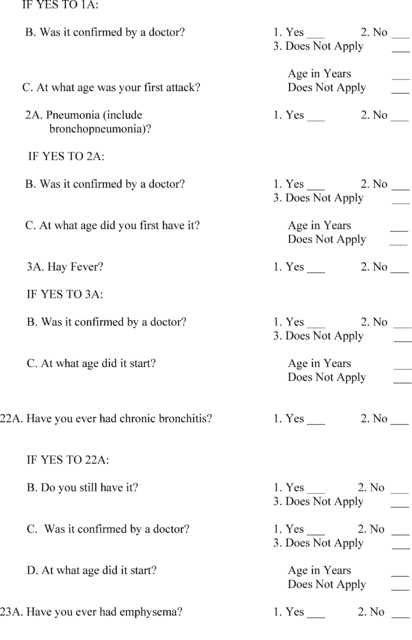 IF YES TO 1A:
B. Was it confirmed by a doctor? 1. Yes ___ 2. No ___
3. Does Not Apply ___
Age in Years ___
C. At what age was your first attack? Does Not Apply ___
2A. Pneumonia (include 1. Yes ___ 2. No ___
bronchopneumonia)?
IF YES TO 2A:
B. Was it confirmed by a doctor? 1. Yes ___ 2. No ___
3. Does Not Apply ___
C. At what age did you first have it? Age in Years ___
Does Not Apply ___
3A. Hay Fever? 1. Yes ___ 2. No ___
IF YES TO 3A:
B. Was it confirmed by a doctor? 1. Yes ___ 2. No ___
3. Does Not Apply ___
C. At what age did it start? Age in Years ___
Does Not Apply ___
22A. Have you ever had chronic bronchitis? 1. Yes ___ 2. No ___
IF YES TO 22A:
B. Do you still have it? 1. Yes ___ 2. No ___
3. Does Not Apply ___
C. Was it confirmed by a doctor? 1. Yes ___ 2. No ___
3. Does Not Apply ___
D. At what age did it start? Age in Years ___
Does Not Apply ___
23A. Have you ever had emphysema? 1. Yes ___ 2. No ___